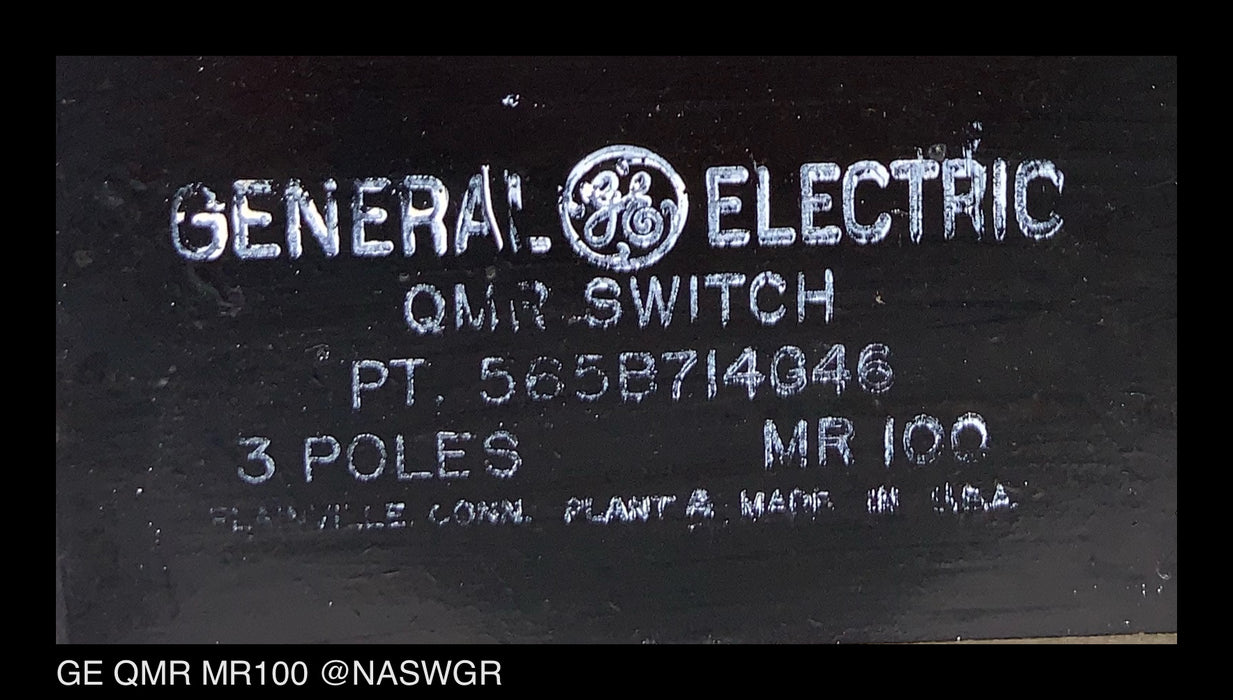 GENERAL GE ELECTRIC
QMR SWITCH
PT. 565B714G46
3 POLES MR 100
PLAINVILLE CONN. PLANT & MADE IN U.S.A.
GE QMR MR100 @NASWGR